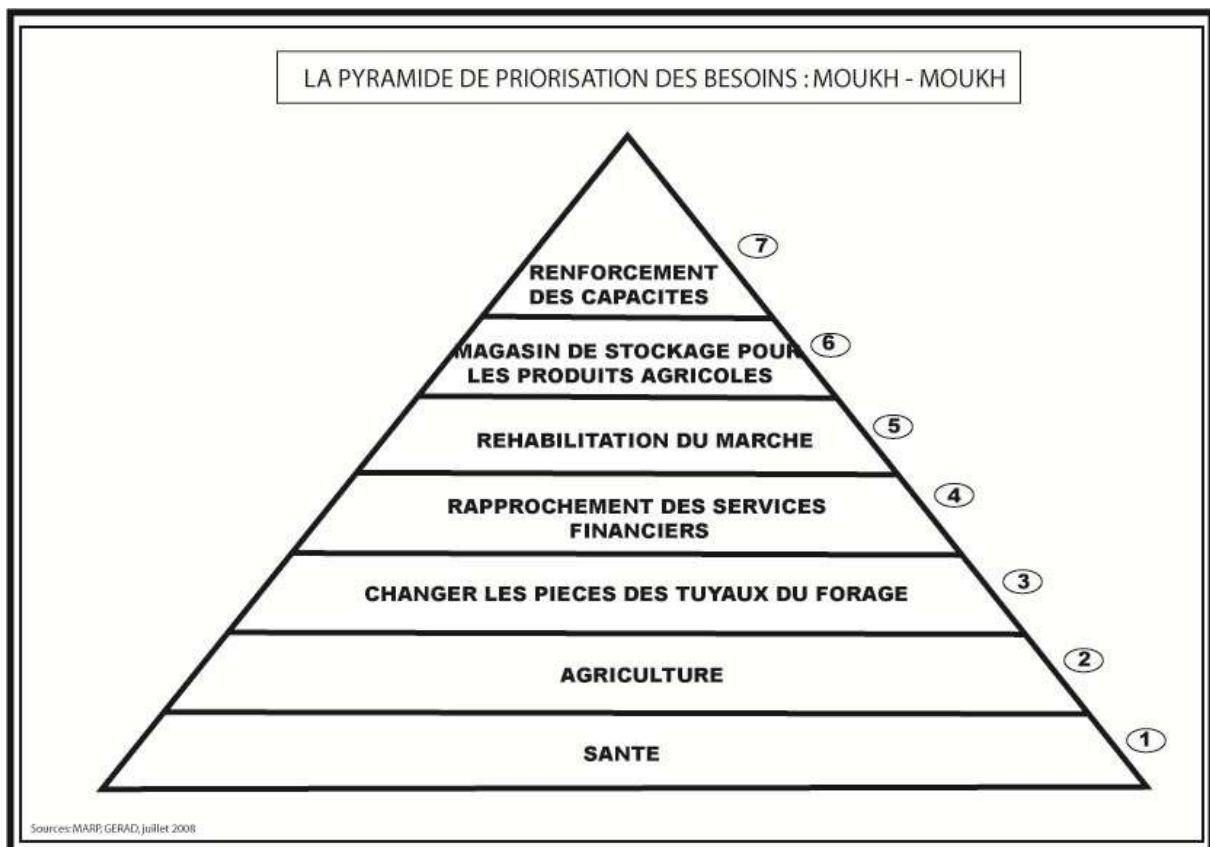 LA PYRAMIDE DE PRIORISATION DES BESOINS : MOUKH - MOUKH
7
RENFORCEMENT
DES CAPACITES
6
MAGASIN DE STOCKAGE POUR
LES PRODUITS AGRICOLES
5
REHABILITATION DU MARCHE
4
RAPPROCHEMENT DES SERVICES
FINANCIERS
3
CHANGER LES PIECES DES TUYAUX DU FORAGE
2
AGRICULTURE
1
SANTE
Sources: MARP, GERAD, juillet 2008